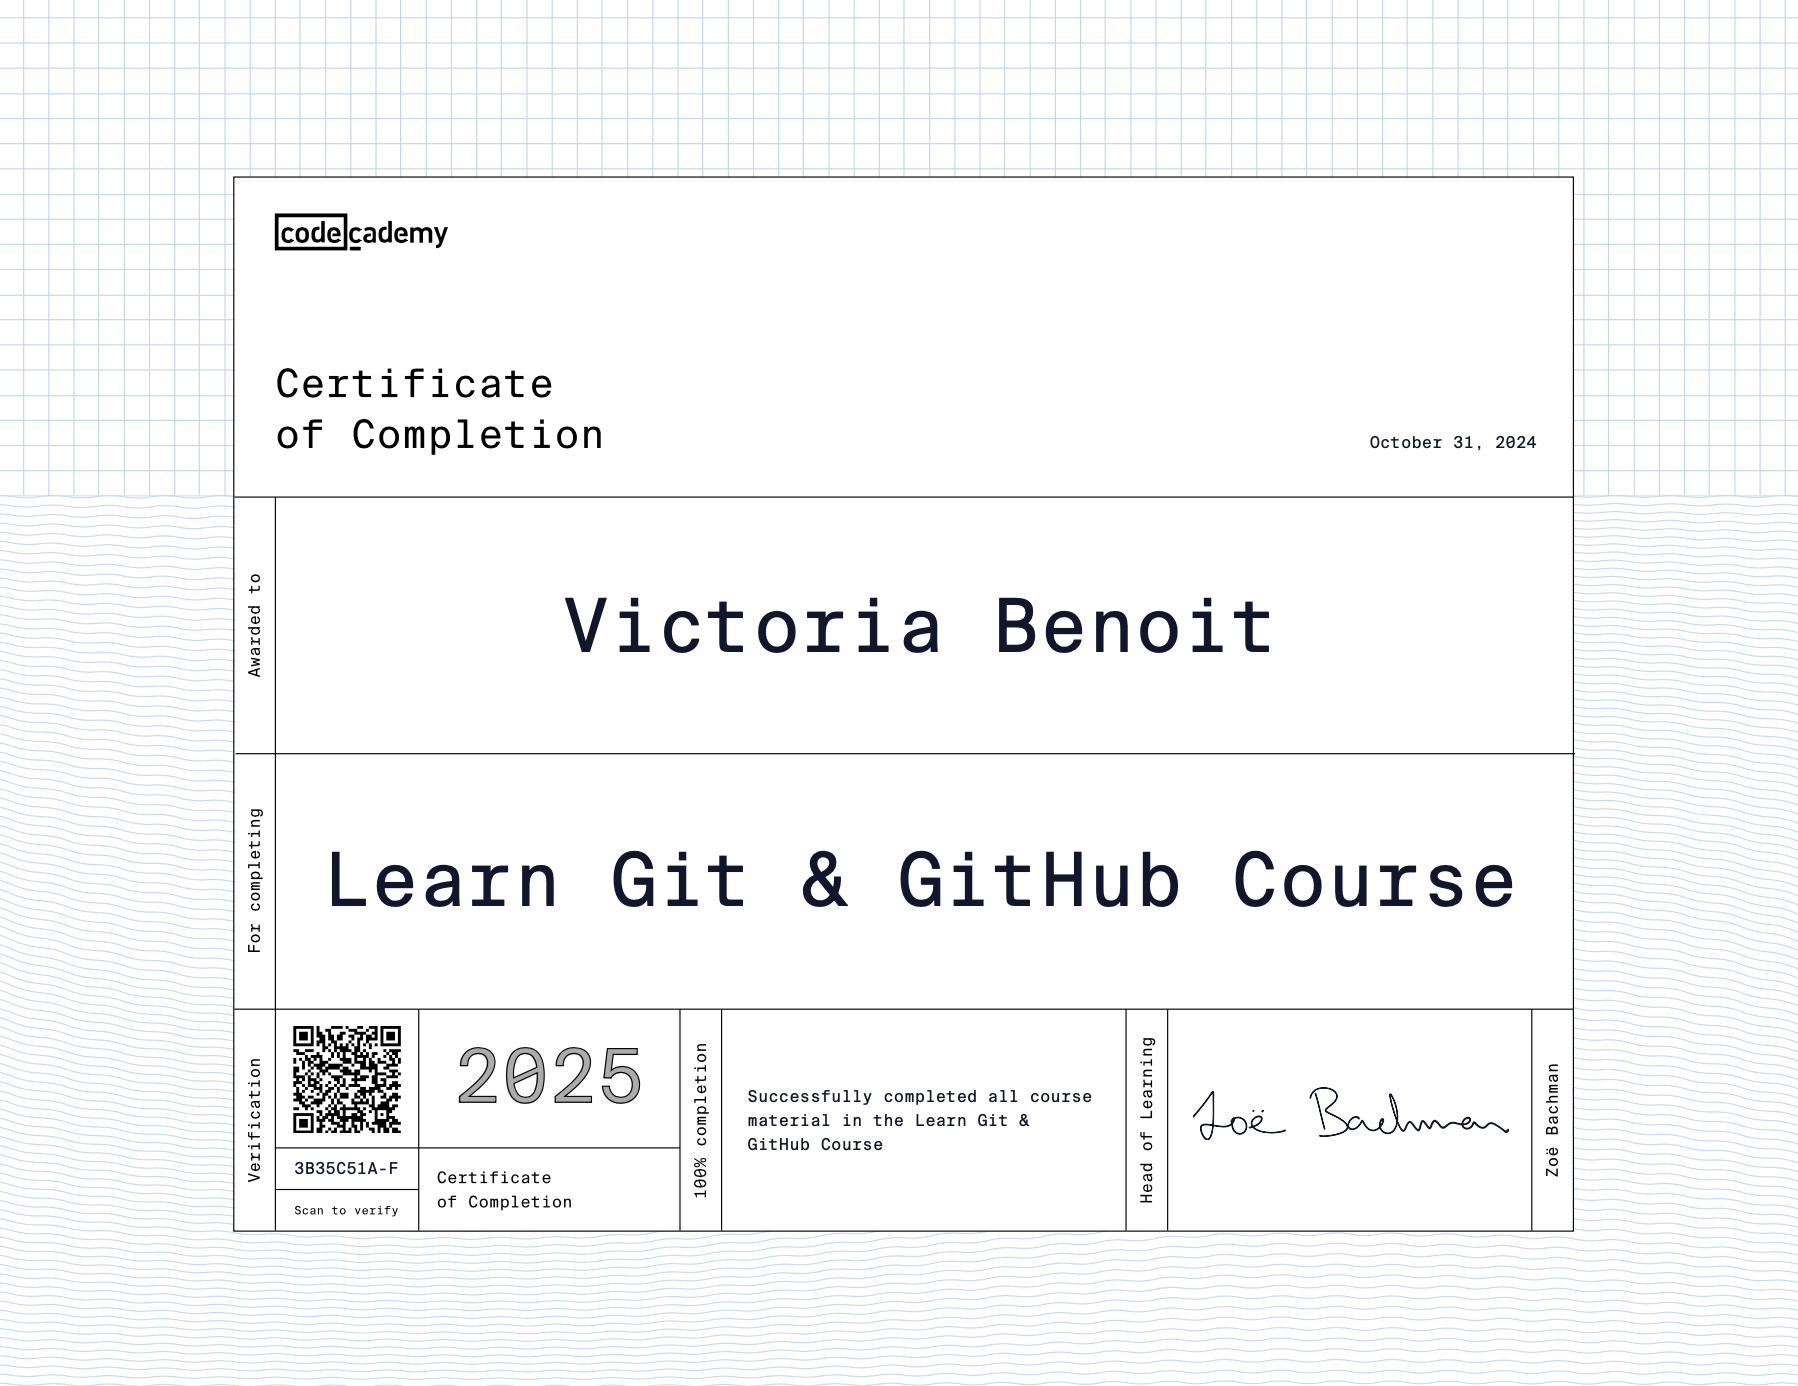 codecademy
Certificate
of Completion
October 31, 2024
Awarded to
Victoria Benoit
For completing
Learn Git & GitHub Course
Verification
3B35C51A-F
Scan to verify
2025
Certificate
of Completion
100% completion
Successfully completed all course
material in the Learn Git &
GitHub Course
Head of Learning
Zoë Bachman
Zoë Bachman